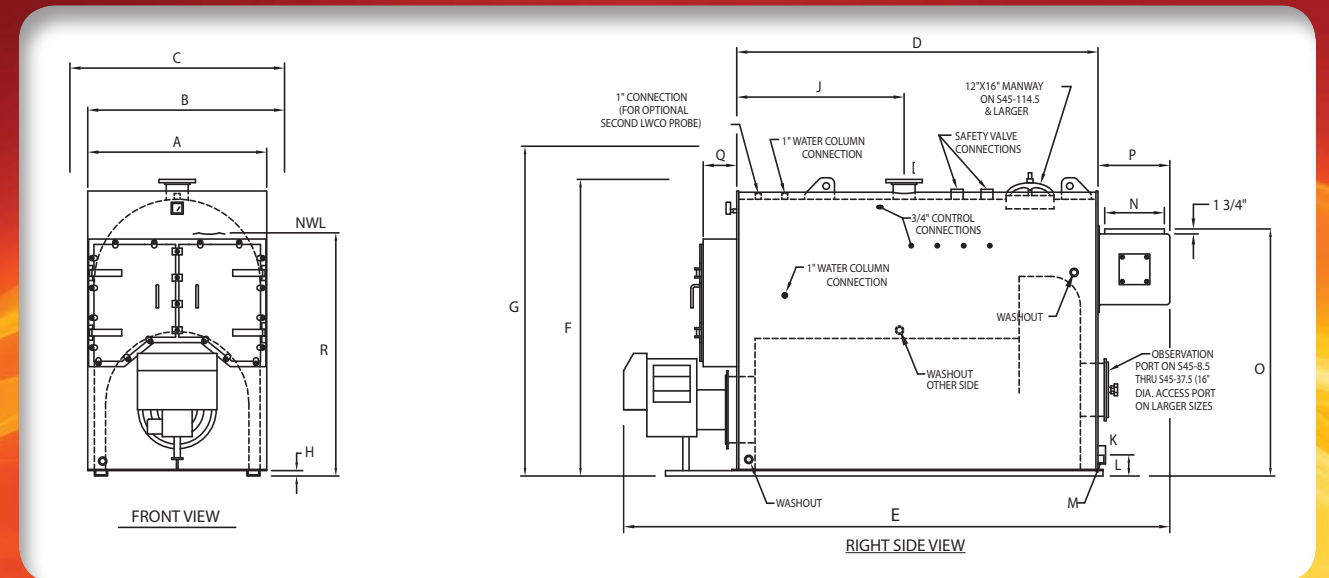 C
B
A
NWL
R
H
FRONT VIEW
D
J
1" CONNECTION
(FOR OPTIONAL
SECOND LWCO PROBE)
12"X16" MANWAY
ON S45-114.5
& LARGER
1" WATER COLUMN
CONNECTION
SAFETY VALVE
CONNECTIONS
Q
P
N
1 3/4"
3/4" CONTROL
CONNECTIONS
1" WATER COLUMN
CONNECTION
G
F
WASHOUT
WASHOUT
OTHER SIDE
OBSERVATION
PORT ON S45-8.5
THRU S45-37.5 (16"
DIA. ACCESS PORT
ON LARGER SIZES
O
K
L
M
WASHOUT
E
RIGHT SIDE VIEW